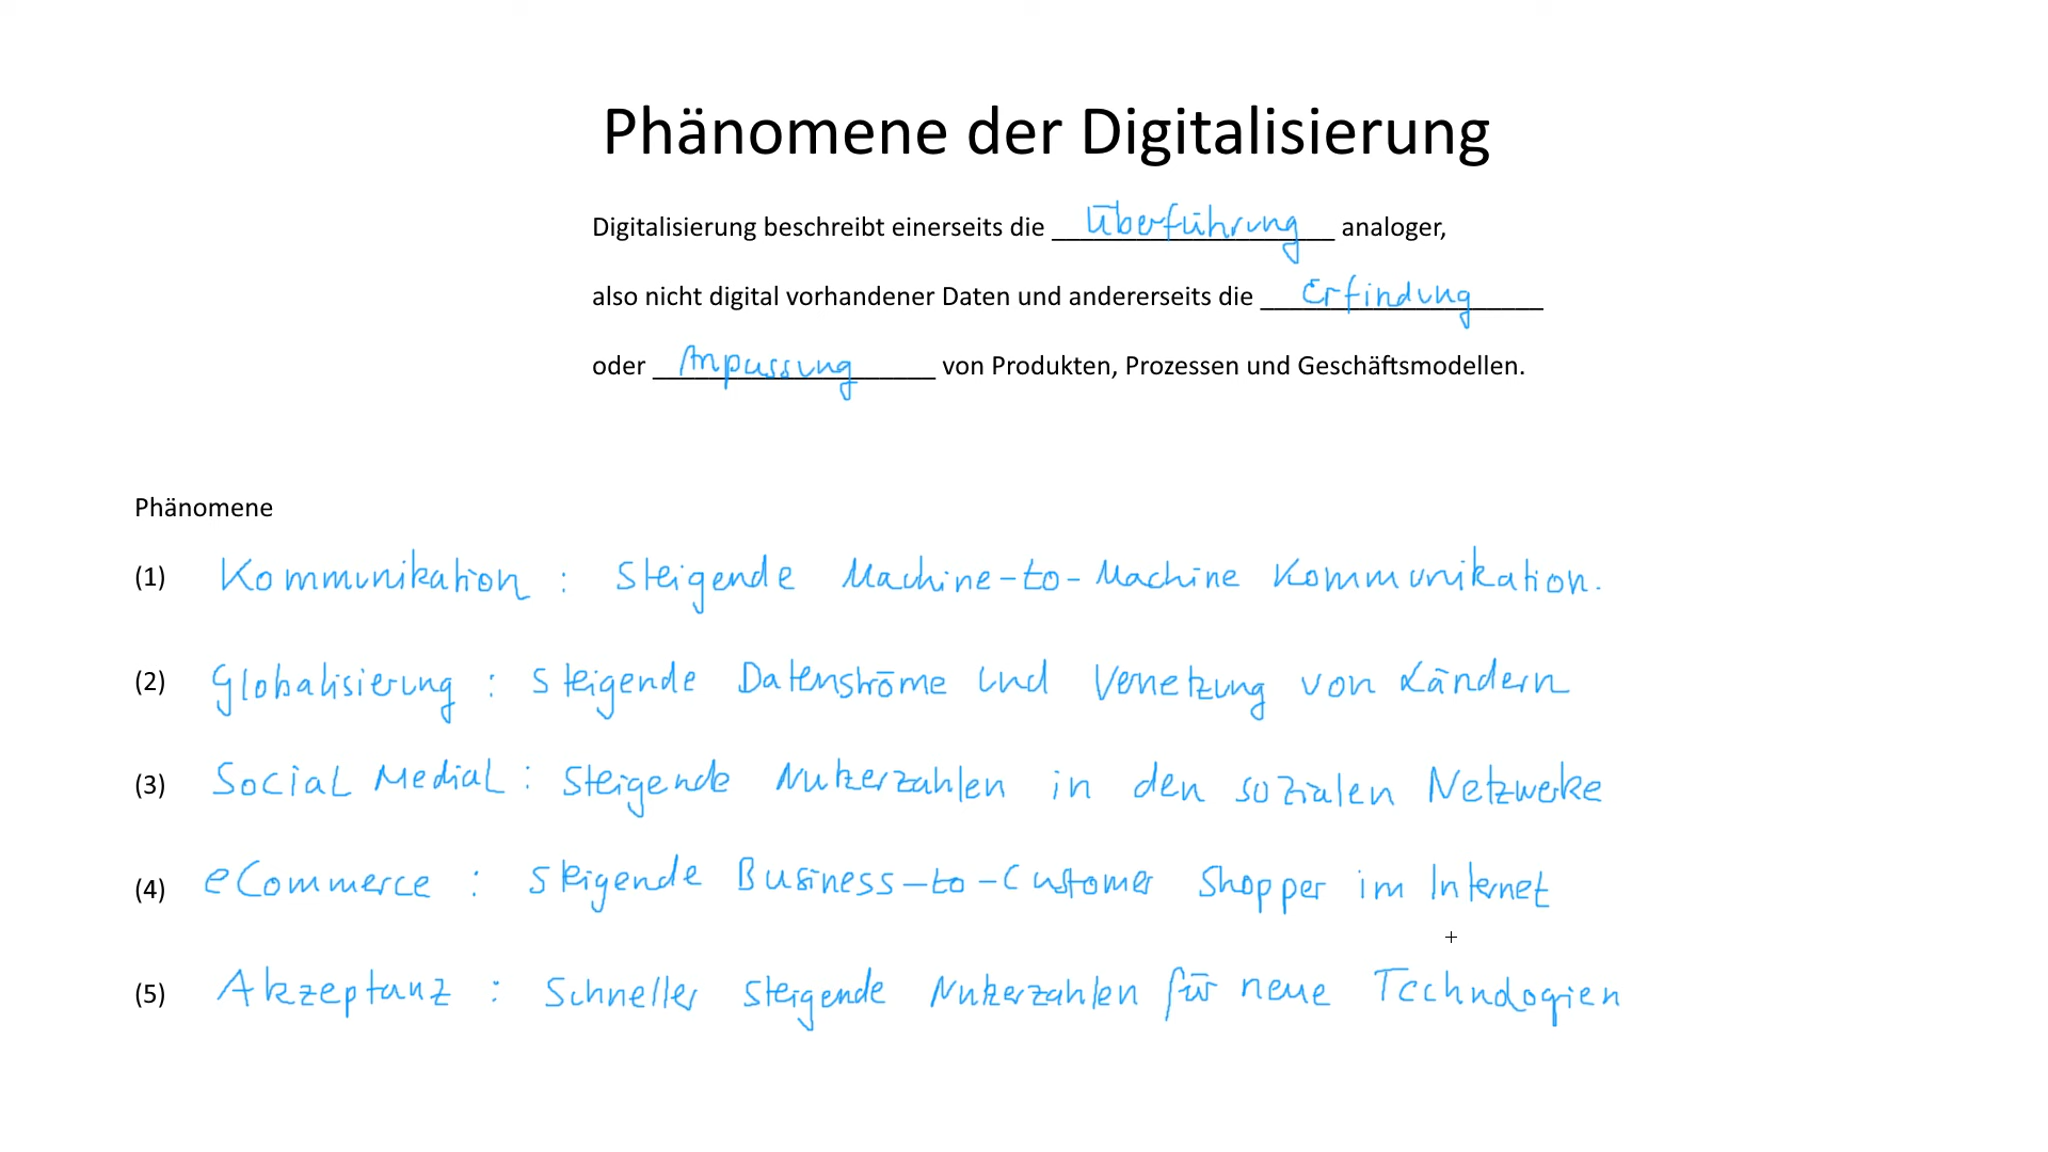 Phänomene der Digitalisierung
Digitalisierung beschreibt einerseits die Überführung analoger,
also nicht digital vorhandener Daten und andererseits die Erfindung
oder Anpassung von Produkten, Prozessen und Geschäftsmodellen.
Phänomene
(1) Kommunikation : Steigende Machine-to-Machine Kommunikation.
(2) Globalisierung : Steigende Datenströme und Vernetzung von Ländern
(3) Social Medial : Steigende Nutzerzahlen in den sozialen Netzwerke
(4) eCommerce : Steigende Business-to-Customer Shopper im Internet
(5) Akzeptanz : Schneller steigende Nutzerzahlen für neue Technologien